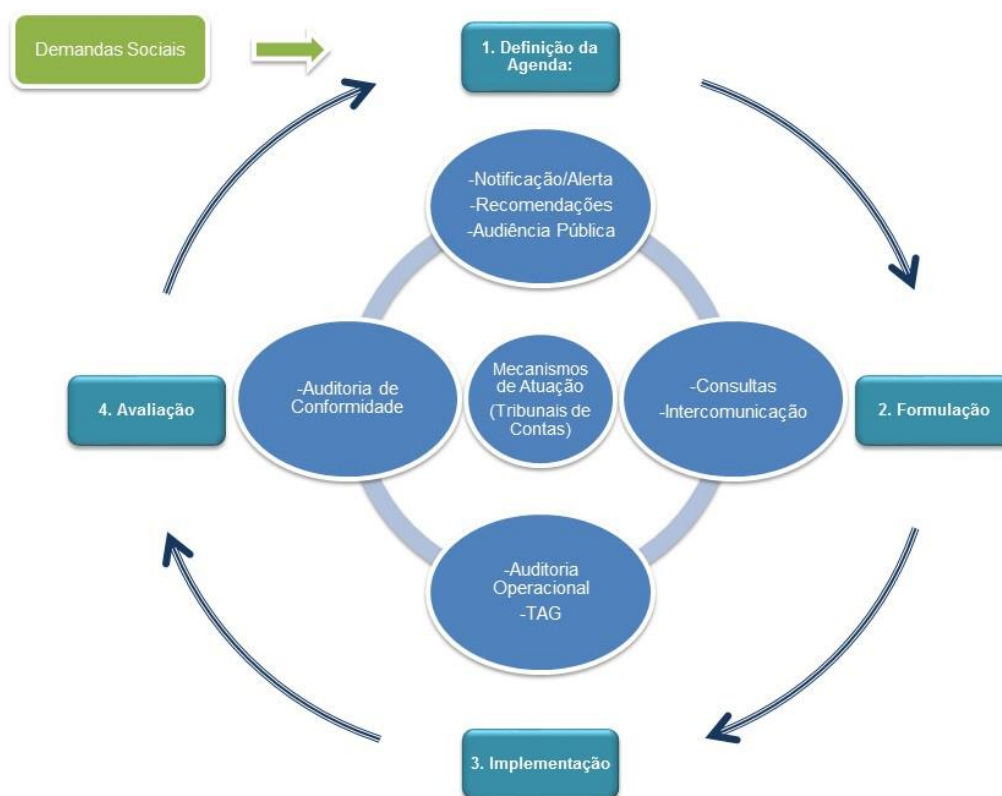 Demandas Sociais
1. Definição da
Agenda:
-Notificação/Alerta
-Recomendações
-Audiência Pública
4. Avaliação
-Auditoria de
Conformidade
Mecanismos
de Atuação
(Tribunais de
Contas)
-Consultas
-Intercomunicação
2. Formulação
-Auditoria
Operacional
-TAG
3. Implementação